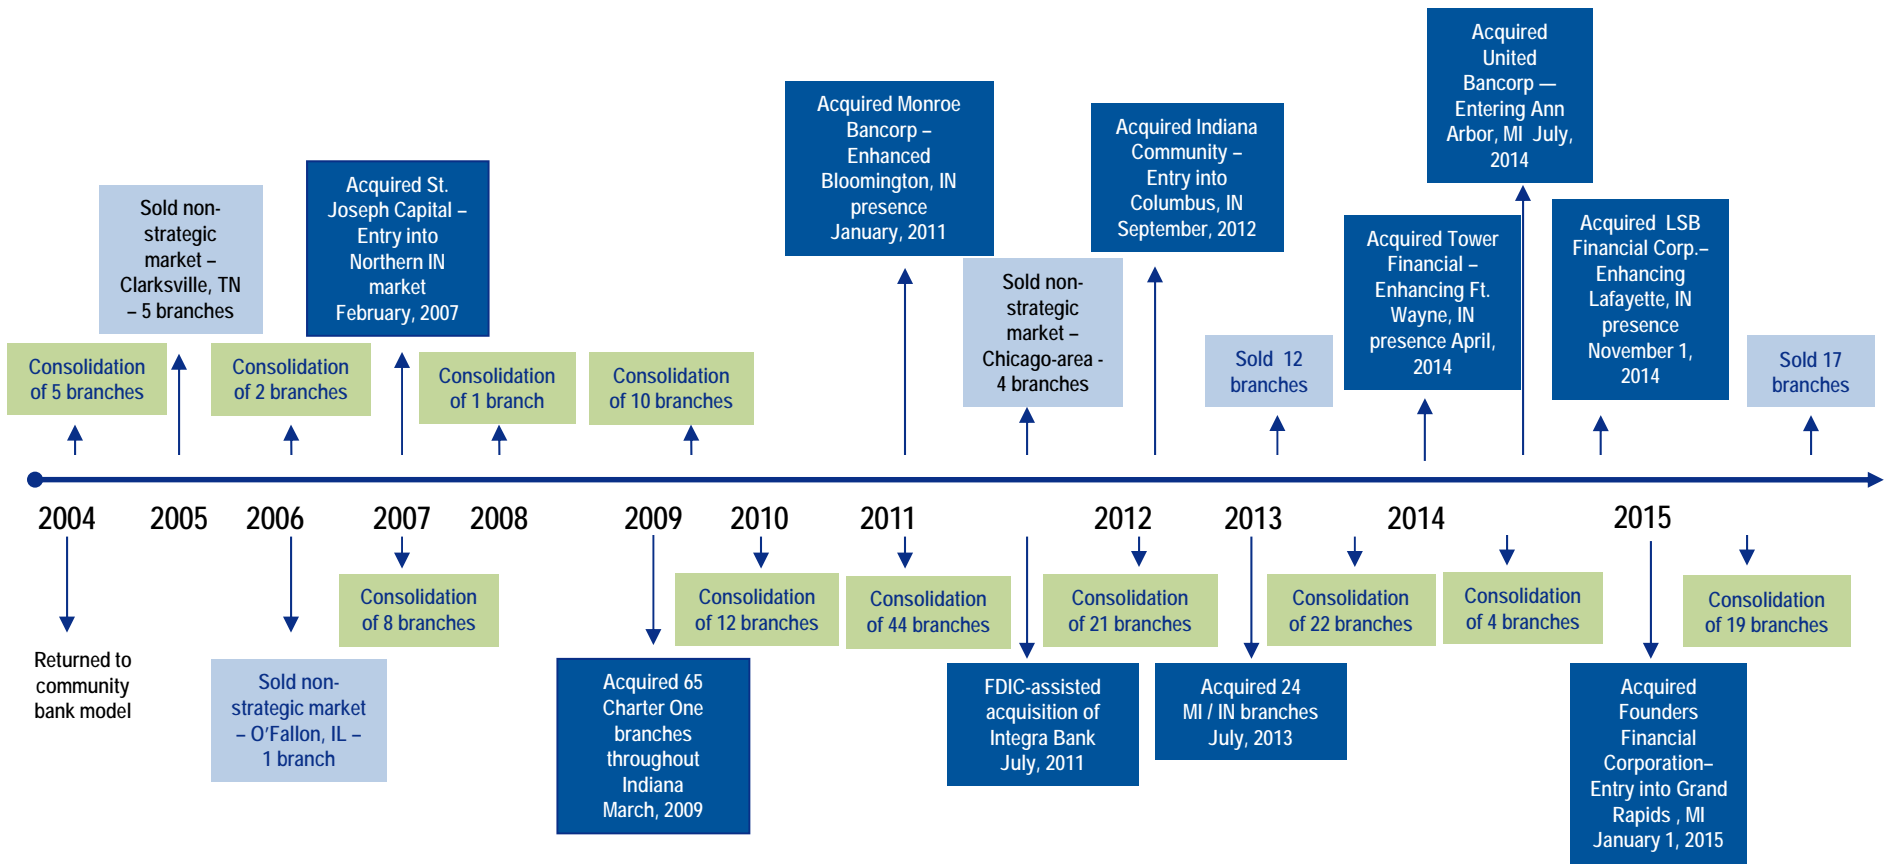 Consolidation
of 5 branches
Sold non-
strategic
market –
Clarksville, TN
– 5 branches
Consolidation
of 2 branches
Acquired St.
Joseph Capital –
Entry into
Northern IN
market
February, 2007
Consolidation
of 1 branch
Consolidation
of 10 branches
Acquired Monroe
Bancorp –
Enhanced
Bloomington, IN
presence
January, 2011
Sold non-
strategic
market –
Chicago-area -
4 branches
Acquired Indiana
Community –
Entry into
Columbus, IN
September, 2012
Sold 12
branches
Acquired Tower
Financial –
Enhancing Ft.
Wayne, IN
presence April,
2014
Acquired
United
Bancorp —
Entering Ann
Arbor, MI July,
2014
Acquired LSB
Financial Corp.–
Enhancing
Lafayette, IN
presence
November 1,
2014
Sold 17
branches
2004
2005
2006
2007
2008
2009
2010
2011
2012
2013
2014
2015
Returned to
community
bank model
Sold non-
strategic market
– O'Fallon, IL –
1 branch
Consolidation
of 8 branches
Acquired 65
Charter One
branches
throughout
Indiana
March, 2009
Consolidation
of 12 branches
Consolidation
of 44 branches
FDIC-assisted
acquisition of
Integra Bank
July, 2011
Consolidation
of 21 branches
Acquired 24
MI / IN branches
July, 2013
Consolidation
of 22 branches
Consolidation
of 4 branches
Acquired
Founders
Financial
Corporation–
Entry into Grand
Rapids , MI
January 1, 2015
Consolidation
of 19 branches